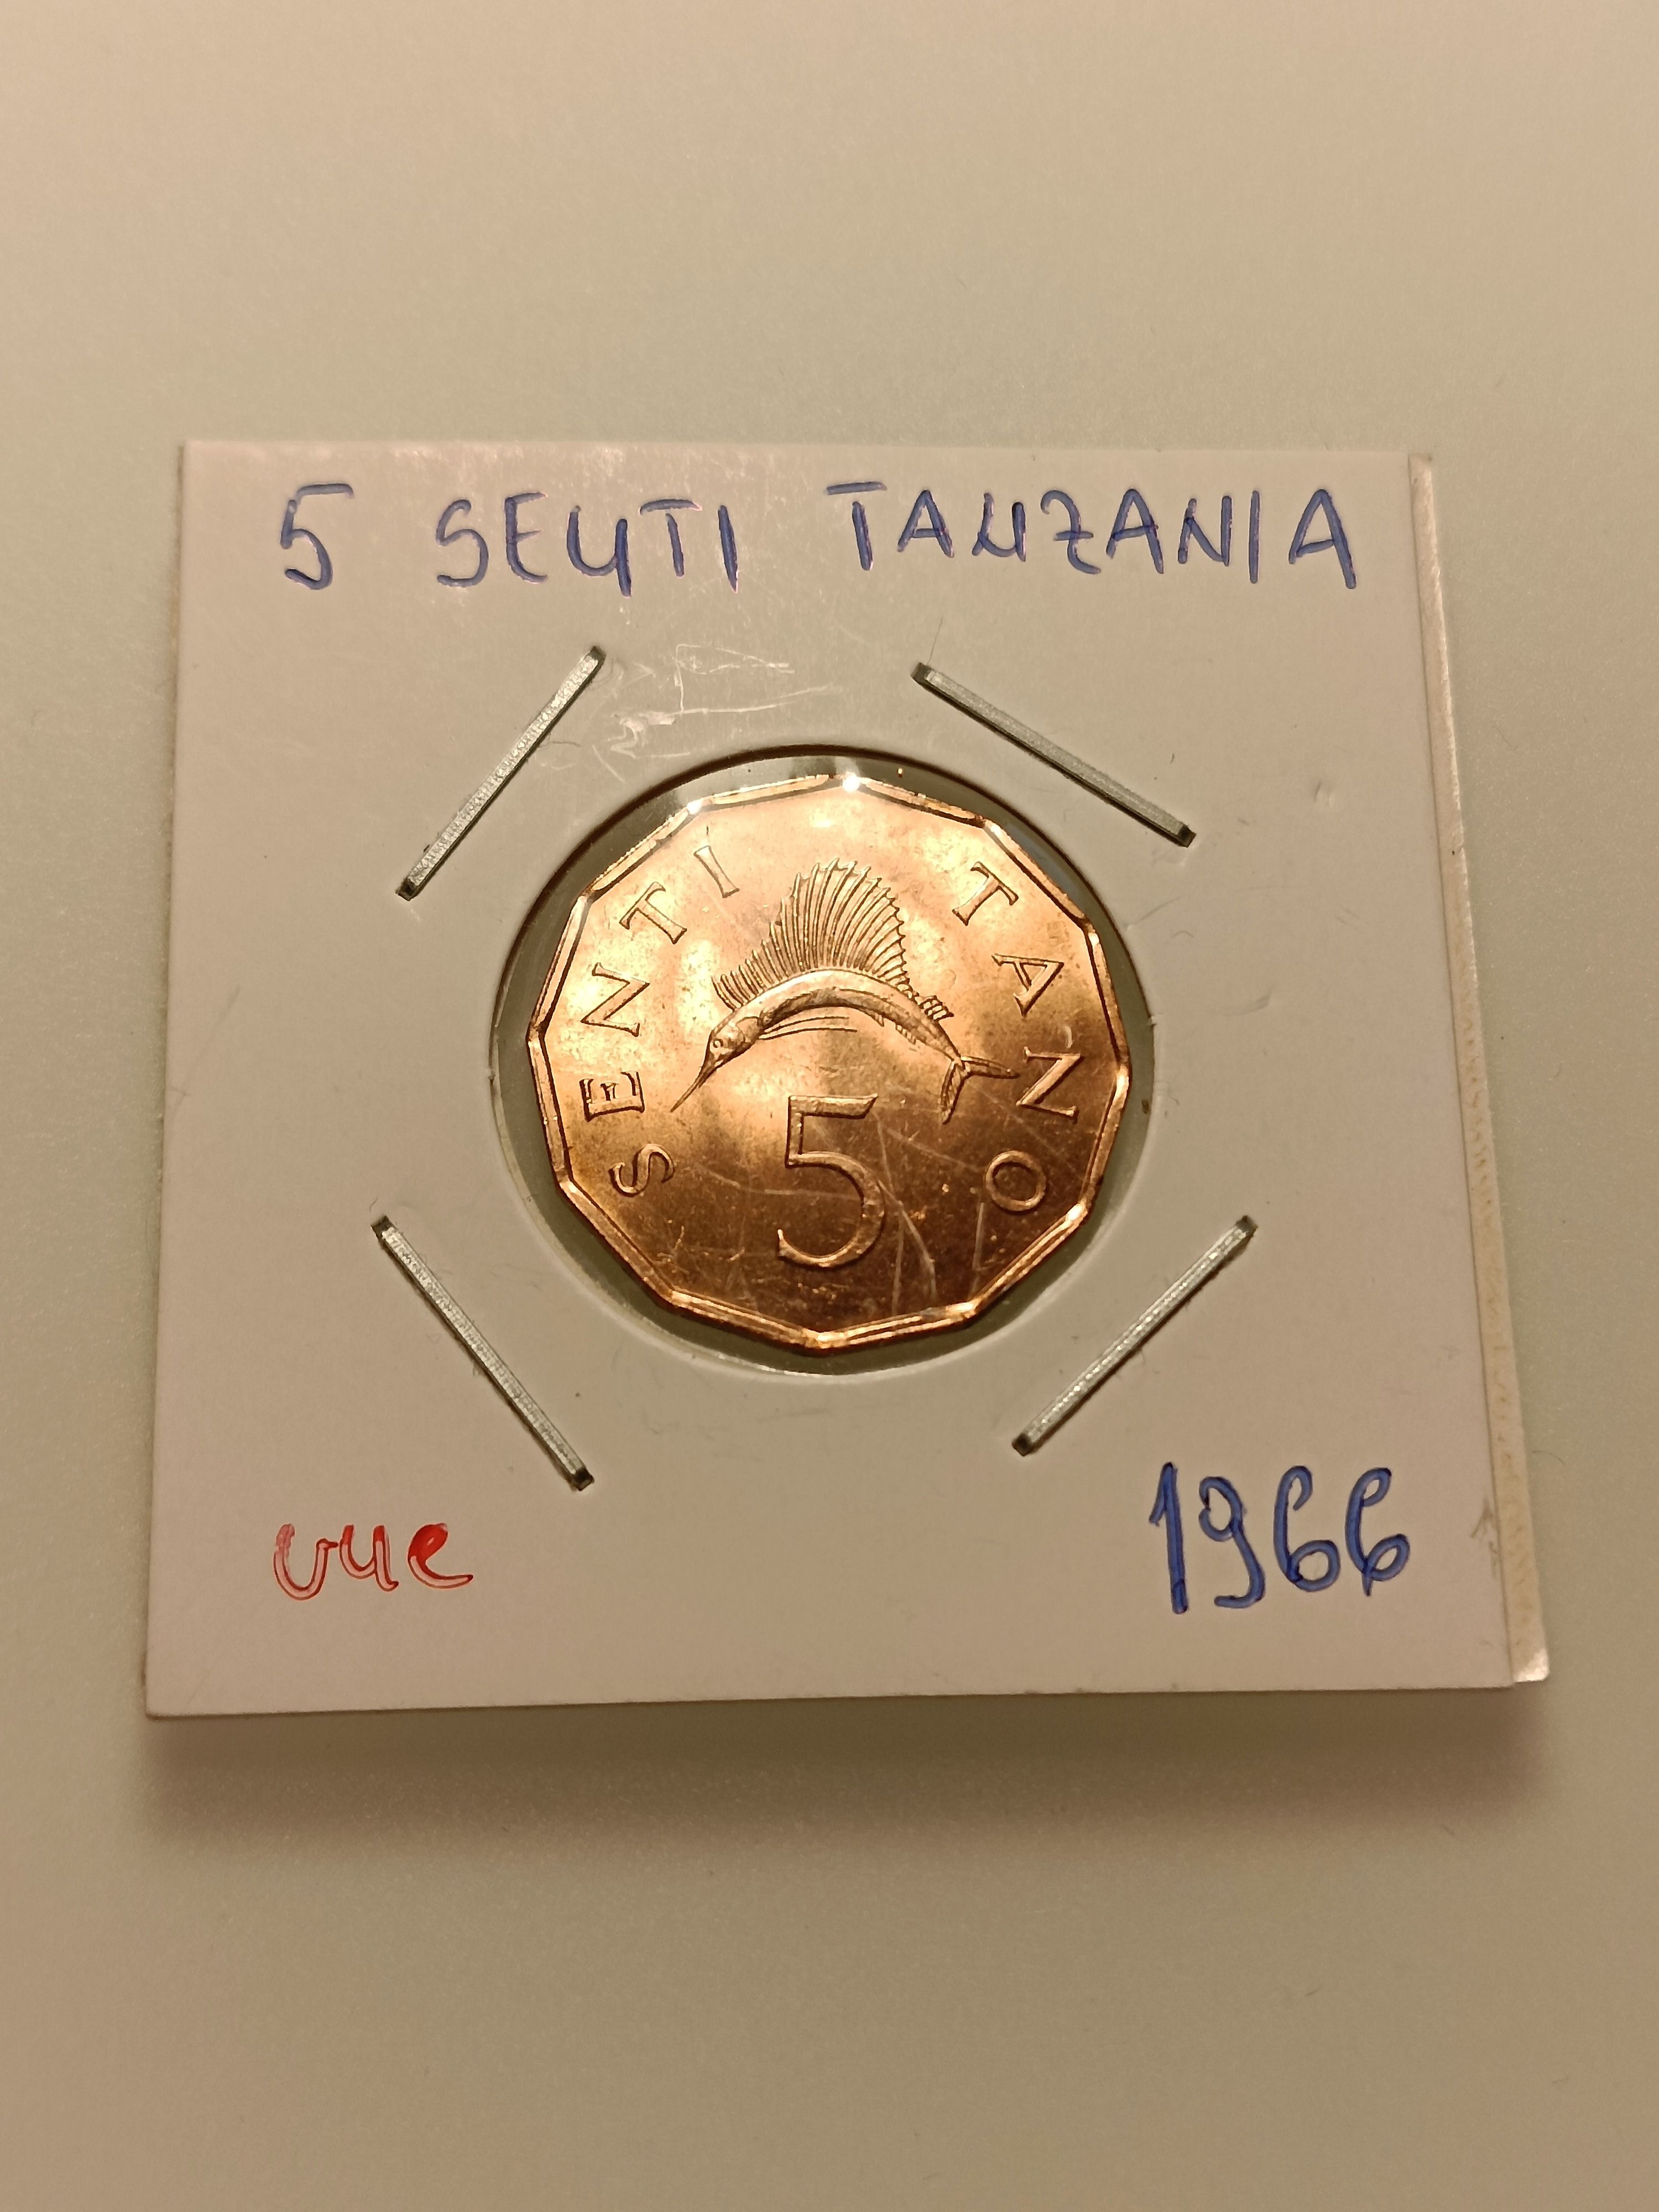 5 SENTI TANZANIA
SENTI TANO
5
unc
1966